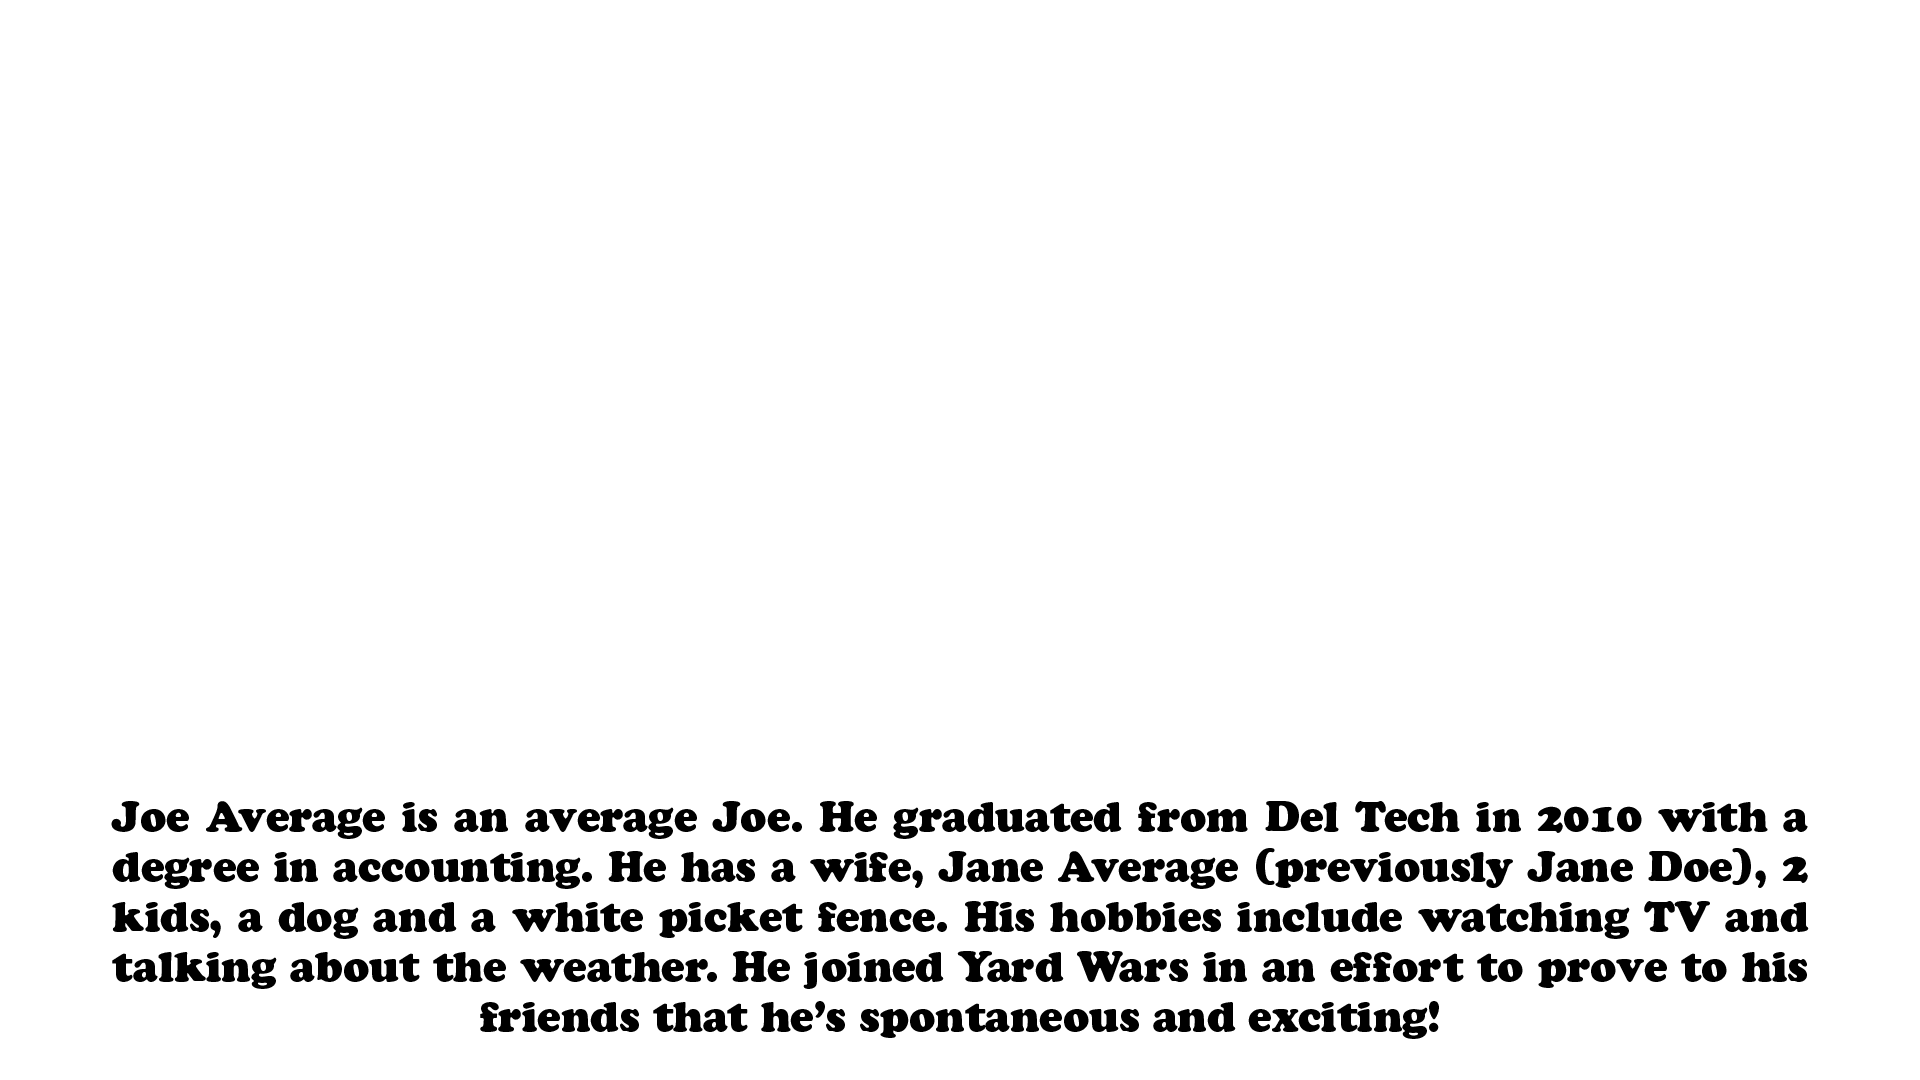 Joe Average is an average Joe. He graduated from Del Tech in 2010 with a
degree in accounting. He has a wife, Jane Average (previously Jane Doe), 2
kids, a dog and a white picket fence. His hobbies include watching TV and
talking about the weather. He joined Yard Wars in an effort to prove to his
friends that he’s spontaneous and exciting!